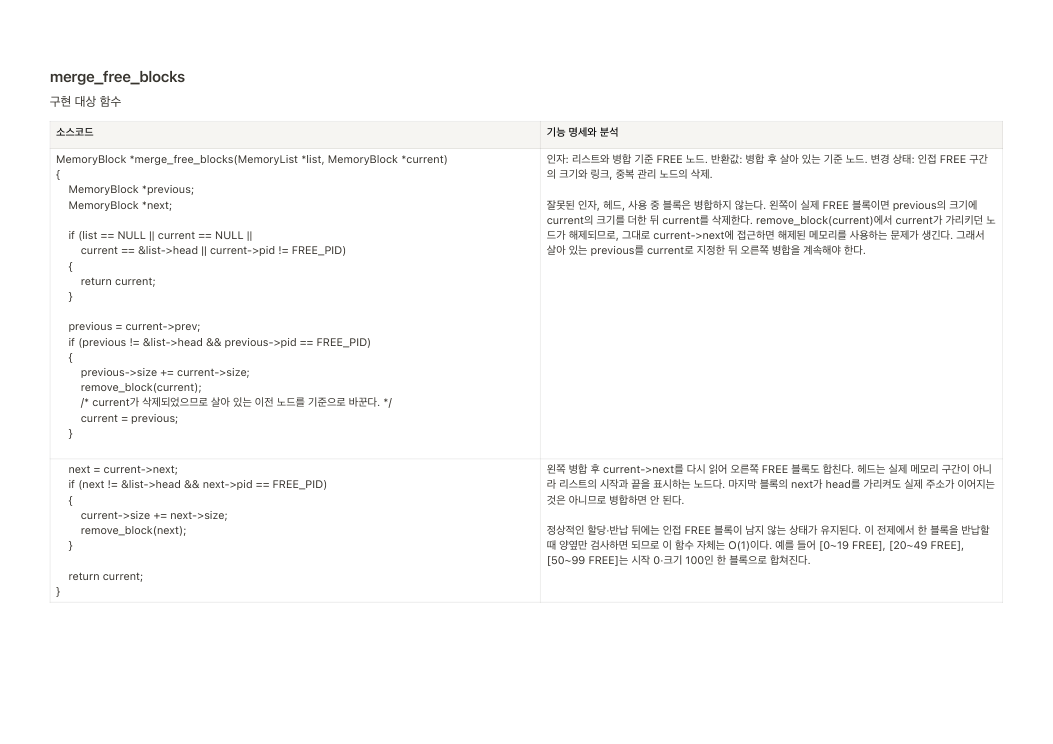 merge_free_blocks
구현 대상 함수
소스코드
기능 명세와 분석
MemoryBlock *merge_free_blocks(MemoryList *list, MemoryBlock *current)
{
    MemoryBlock *previous;
    MemoryBlock *next;
    if (list == NULL || current == NULL ||
        current == &list->head || current->pid != FREE_PID)
    {
        return current;
    }
    previous = current->prev;
    if (previous != &list->head && previous->pid == FREE_PID)
    {
        previous->size += current->size;
        remove_block(current);
        /* current가 삭제되었으므로 살아 있는 이전 노드를 기준으로 바꾼다. */
        current = previous;
    }
인자: 리스트와 병합 기준 FREE 노드. 반환값: 병합 후 살아 있는 기준 노드. 변경 상태: 인접 FREE 구간
의 크기와 링크, 중복 관리 노드의 삭제.
잘못된 인자, 헤드, 사용 중 블록은 병합하지 않는다. 왼쪽이 실제 FREE 블록이면 previous의 크기에
current의 크기를 더한 뒤 current를 삭제한다. remove_block(current)에서 current가 가리키던 노
드가 해제되므로, 그대로 current->next에 접근하면 해제된 메모리를 사용하는 문제가 생긴다. 그래서
살아 있는 previous를 current로 지정한 뒤 오른쪽 병합을 계속해야 한다.
    next = current->next;
    if (next != &list->head && next->pid == FREE_PID)
    {
        current->size += next->size;
        remove_block(next);
    }
    return current;
}
왼쪽 병합 후 current->next를 다시 읽어 오른쪽 FREE 블록도 합친다. 헤드는 실제 메모리 구간이 아니
라 리스트의 시작과 끝을 표시하는 노드다. 마지막 블록의 next가 head를 가리켜도 실제 주소가 이어지는
것은 아니므로 병합하면 안 된다.
정상적인 할당·반납 뒤에는 인접 FREE 블록이 남지 않는 상태가 유지된다. 이 전제에서 한 블록을 반납할
때 양옆만 검사하면 되므로 이 함수 자체는 O(1)이다. 예를 들어 [0~19 FREE], [20~49 FREE],
[50~99 FREE]는 시작 0·크기 100인 한 블록으로 합쳐진다.